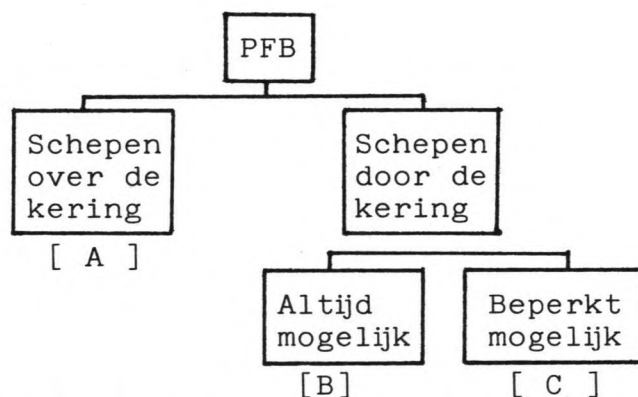 PFB
Schepen
over de
kering
[ A ]
Schepen
door de
kering
Altijd
mogelijk
[B]
Beperkt
mogelijk
[ C ]